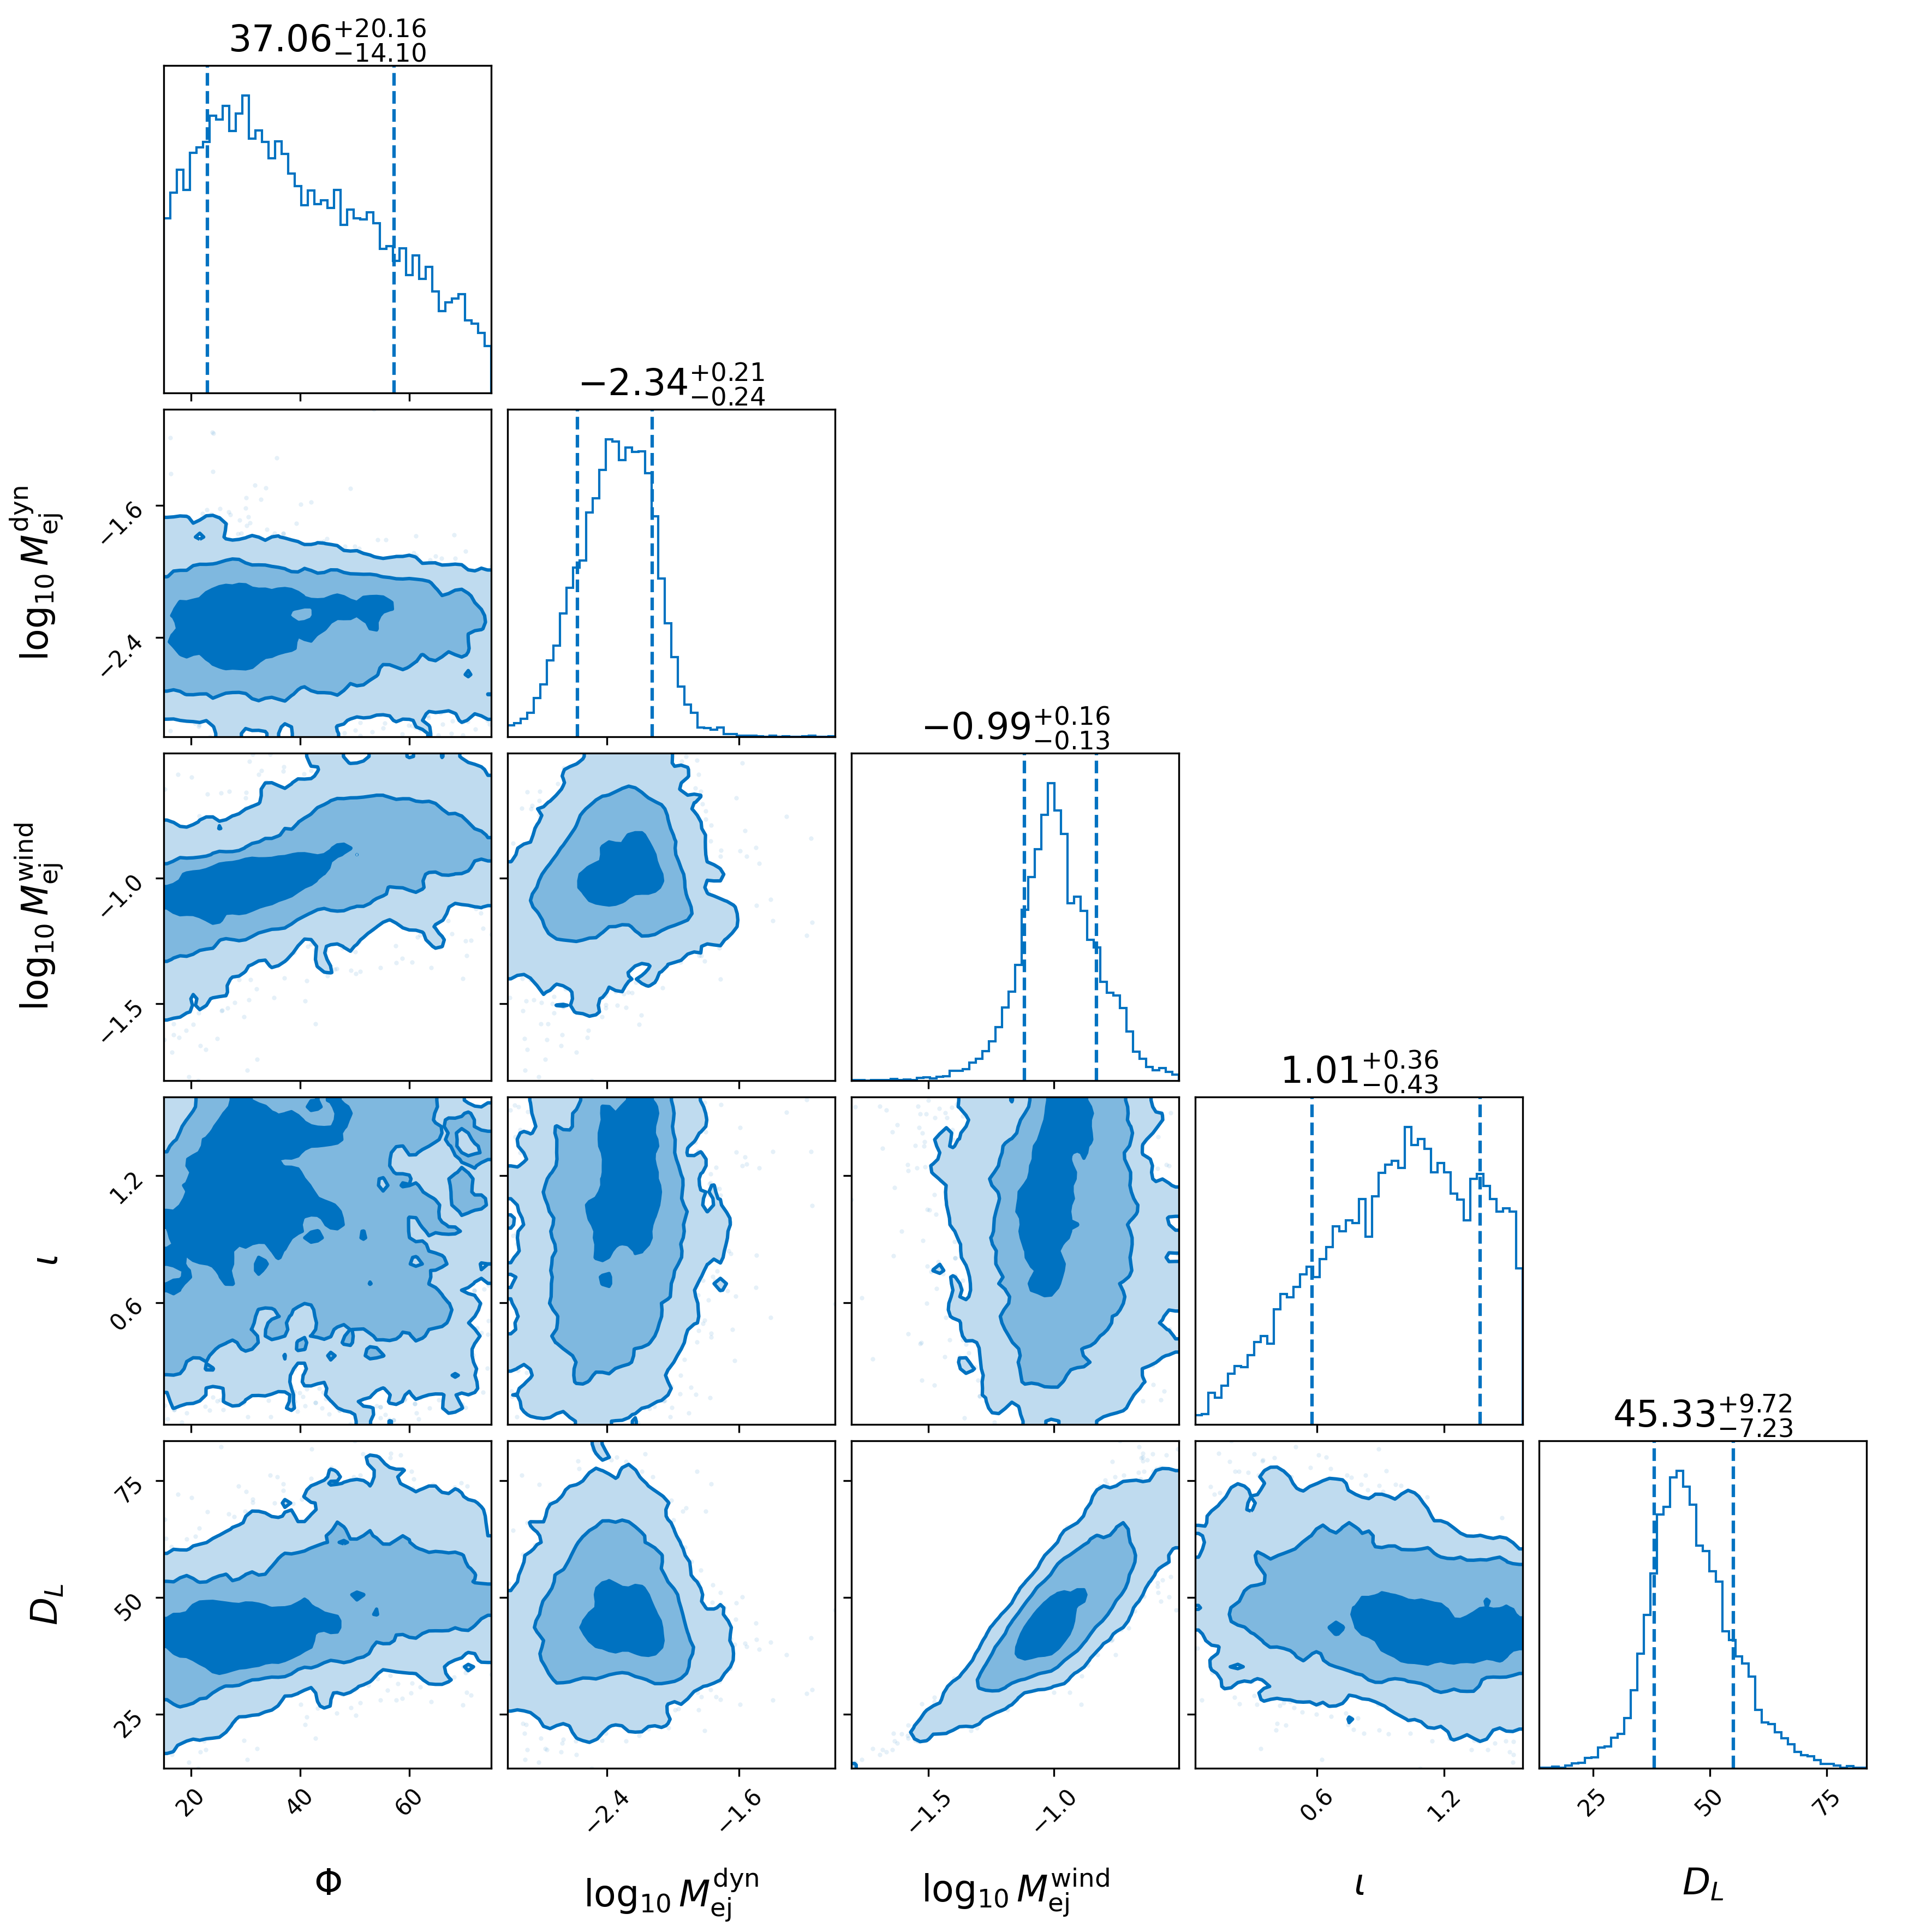 37.06+20.16−14.10
−2.34+0.21−0.24
log10 Mejdyn
−1.6
−2.4
−0.99+0.16−0.13
log10 Mejwind
−1.0
−1.5
1.01+0.36−0.43
ι
1.2
0.6
45.33+9.72−7.23
DL
75
50
25
20 40 60 −2.4 −1.6 −1.5 −1.0 0.6 1.2 25 50 75
Φ log10 Mejdyn log10 Mejwind ι DL